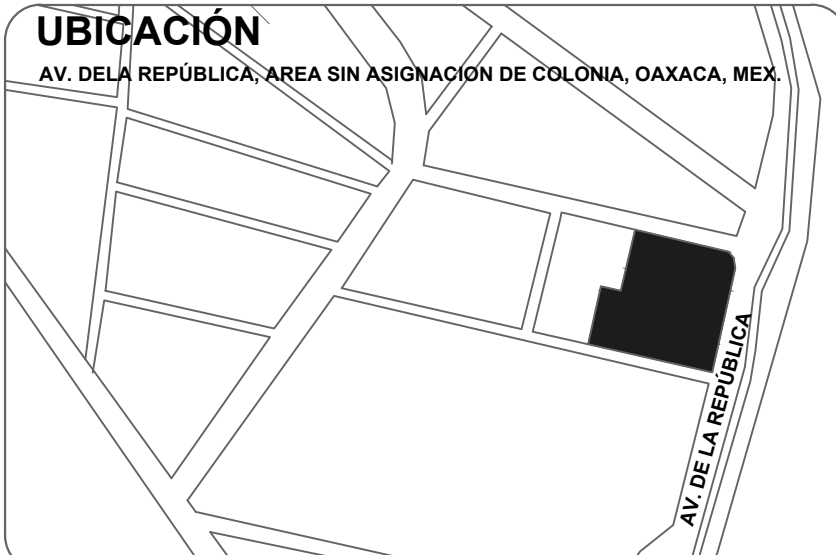 UBICACIÓN
AV. DELA REPÚBLICA, AREA SIN ASIGNACION DE COLONIA, OAXACA, MEX.
AV. DE LA REPÚBLICA